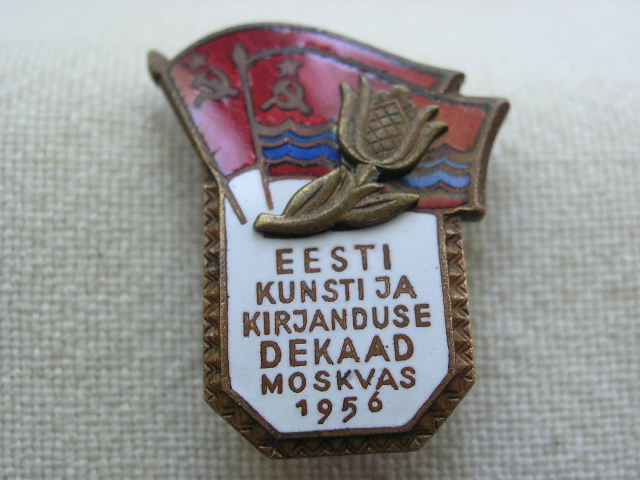 EESTI
KUNSTI JA
KIRJANDUSE
DEKAAD
MOSKVAS
1956